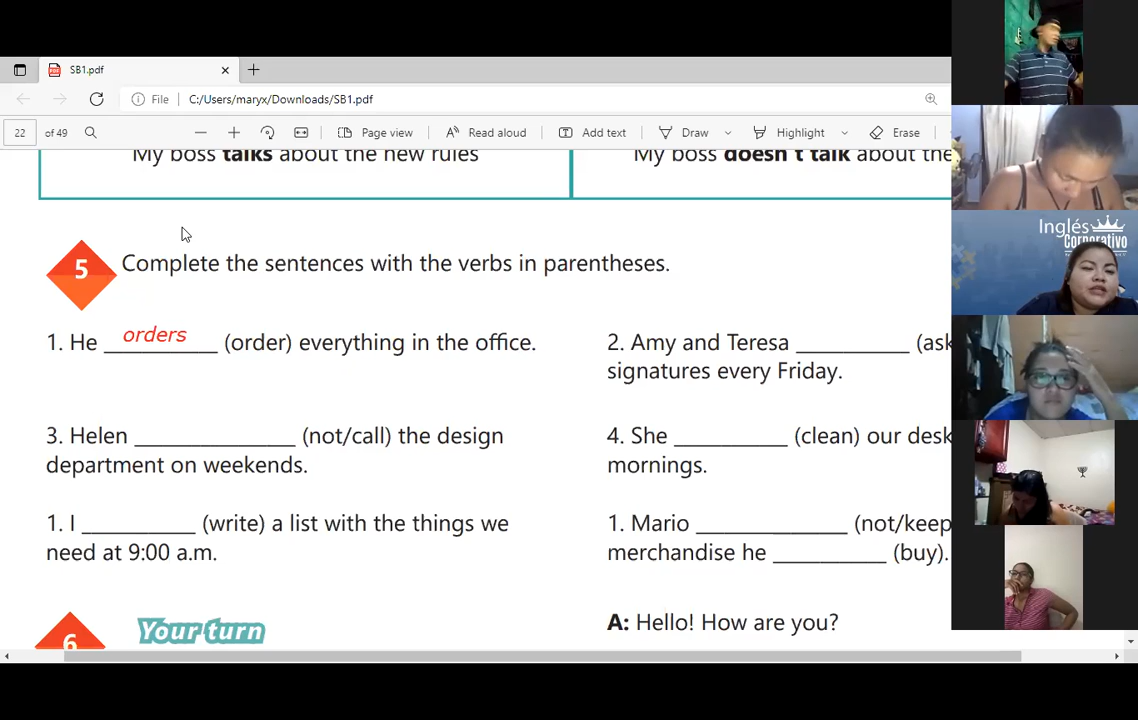 SB1.pdf
File C:/Users/maryx/Downloads/SB1.pdf
22 of 49 Page view Read aloud Add text Draw Highlight Erase
My boss talks about the new rules
My boss doesn't talk about the
5 Complete the sentences with the verbs in parentheses.
1. He orders (order) everything in the office.
2. Amy and Teresa __________ (ask
signatures every Friday.
3. Helen ______________ (not/call) the design
department on weekends.
4. She __________ (clean) our desk
mornings.
1. I __________ (write) a list with the things we
need at 9:00 a.m.
1. Mario _____________ (not/keep
merchandise he __________ (buy).
6 Your turn
A: Hello! How are you?
Inglés
Corporativo